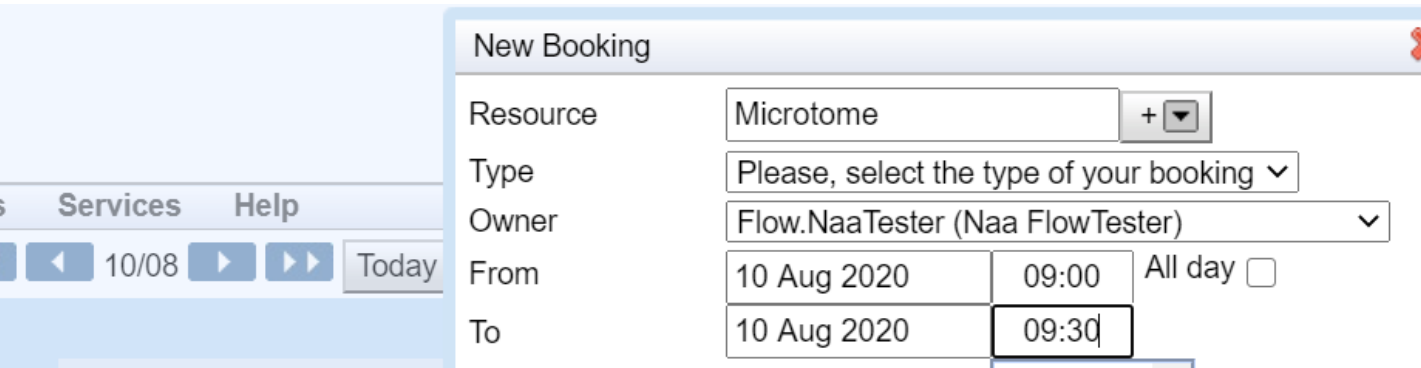 New Booking
Resource Microtome +
Type Please, select the type of your booking
Services Help
Owner Flow.NaaTester (Naa FlowTester)
10/08 Today
From 10 Aug 2020 09:00 All day
To 10 Aug 2020 09:30